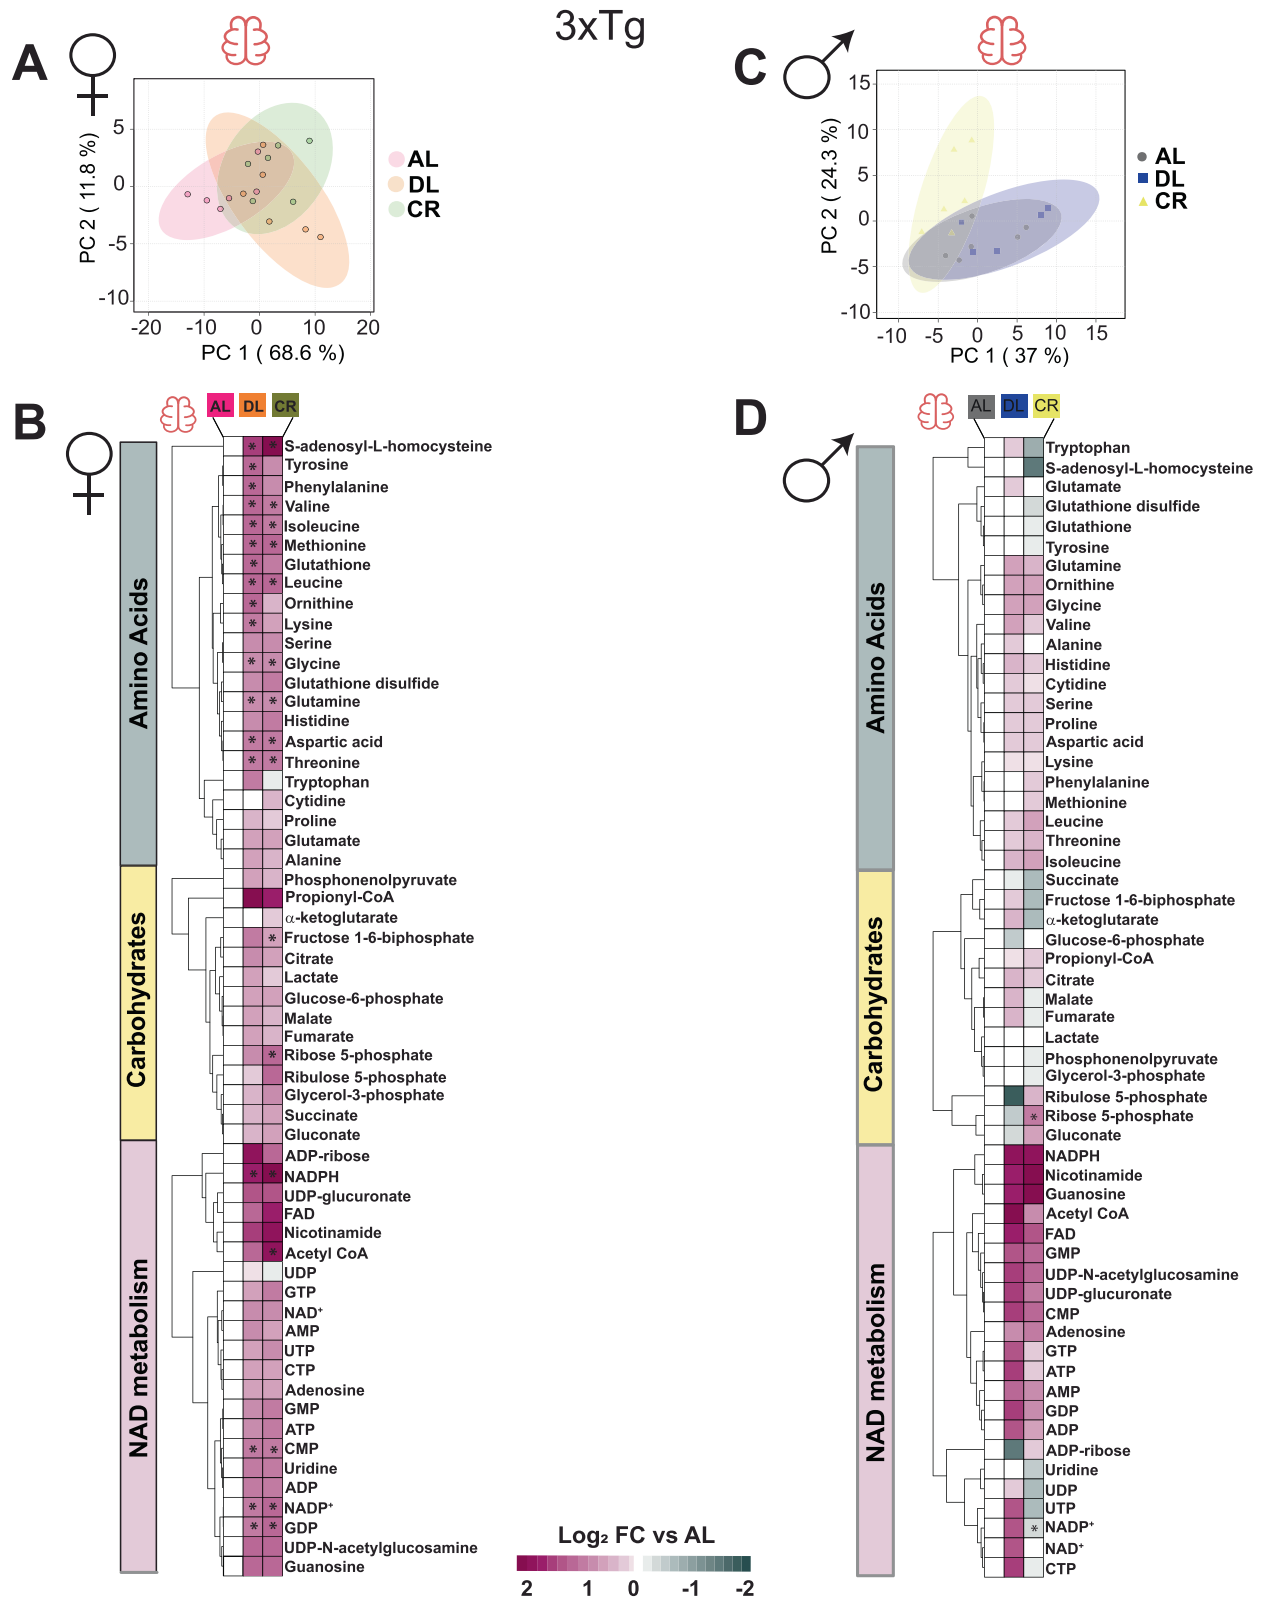 3xTg
A
5
0
-5
-10
-20
-10
0
10
20
PC 2 ( 11.8 %)
PC 1 ( 68.6 %)
AL
DL
CR
C
15
10
5
0
-5
-10
-10
-5
0
5
10
15
PC 2 ( 24.3 %)
PC 1 ( 37 %)
AL
DL
CR
B
AL DL CR
Amino Acids
S-adenosyl-L-homocysteine
Tyrosine
Phenylalanine
Valine
Isoleucine
Methionine
Glutathione
Leucine
Ornithine
Lysine
Serine
Glycine
Glutathione disulfide
Glutamine
Histidine
Aspartic acid
Threonine
Tryptophan
Cytidine
Proline
Glutamate
Alanine
Carbohydrates
Phosphonenolpyruvate
Propionyl-CoA
α-ketoglutarate
Fructose 1-6-biphosphate
Citrate
Lactate
Glucose-6-phosphate
Malate
Fumarate
Ribose 5-phosphate
Ribulose 5-phosphate
Glycerol-3-phosphate
Succinate
Gluconate
NAD metabolism
ADP-ribose
NADPH
UDP-glucuronate
FAD
Nicotinamide
Acetyl CoA
UDP
GTP
NAD⁺
AMP
UTP
CTP
Adenosine
GMP
ATP
CMP
Uridine
ADP
NADP⁺
GDP
UDP-N-acetylglucosamine
Guanosine
D
AL DL CR
Amino Acids
Tryptophan
S-adenosyl-L-homocysteine
Glutamate
Glutathione disulfide
Glutathione
Tyrosine
Glutamine
Ornithine
Glycine
Valine
Alanine
Histidine
Cytidine
Serine
Proline
Aspartic acid
Lysine
Phenylalanine
Methionine
Leucine
Threonine
Isoleucine
Carbohydrates
Succinate
Fructose 1-6-biphosphate
α-ketoglutarate
Glucose-6-phosphate
Propionyl-CoA
Citrate
Malate
Fumarate
Lactate
Phosphonenolpyruvate
Glycerol-3-phosphate
Ribulose 5-phosphate
Ribose 5-phosphate
Gluconate
NAD metabolism
NADPH
Nicotinamide
Guanosine
Acetyl CoA
FAD
GMP
UDP-N-acetylglucosamine
UDP-glucuronate
CMP
Adenosine
GTP
ATP
AMP
GDP
ADP
ADP-ribose
Uridine
UDP
UTP
NADP⁺
NAD⁺
CTP
Log₂ FC vs AL
2 1 0 -1 -2